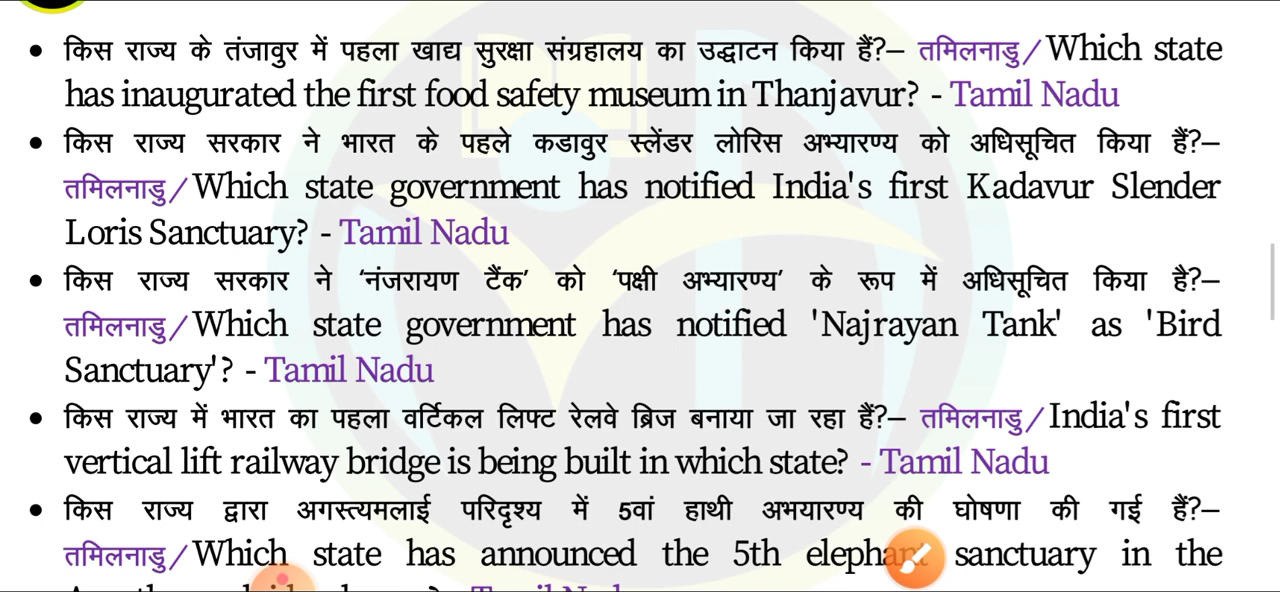 • किस राज्य के तंजावुर में पहला खाद्य सुरक्षा संग्रहालय का उद्घाटन किया हैं?– तमिलनाडु/Which state
has inaugurated the first food safety museum in Thanjavur? - Tamil Nadu
• किस राज्य सरकार ने भारत के पहले कडावुर स्लेंडर लोरिस अभ्यारण्य को अधिसूचित किया हैं?–
तमिलनाडु/Which state government has notified India's first Kadavur Slender
Loris Sanctuary? - Tamil Nadu
• किस राज्य सरकार ने ‘नंजरायण टैंक’ को ‘पक्षी अभ्यारण्य’ के रूप में अधिसूचित किया है?–
तमिलनाडु/Which state government has notified 'Najrayan Tank' as 'Bird
Sanctuary'? - Tamil Nadu
• किस राज्य में भारत का पहला वर्टिकल लिफ्ट रेलवे ब्रिज बनाया जा रहा हैं?– तमिलनाडु/India's first
vertical lift railway bridge is being built in which state? - Tamil Nadu
• किस राज्य द्वारा अगस्त्यमलाई परिदृश्य में 5वां हाथी अभयारण्य की घोषणा की गई हैं?–
तमिलनाडु/Which state has announced the 5th elephant sanctuary in the
Tamil Nadu